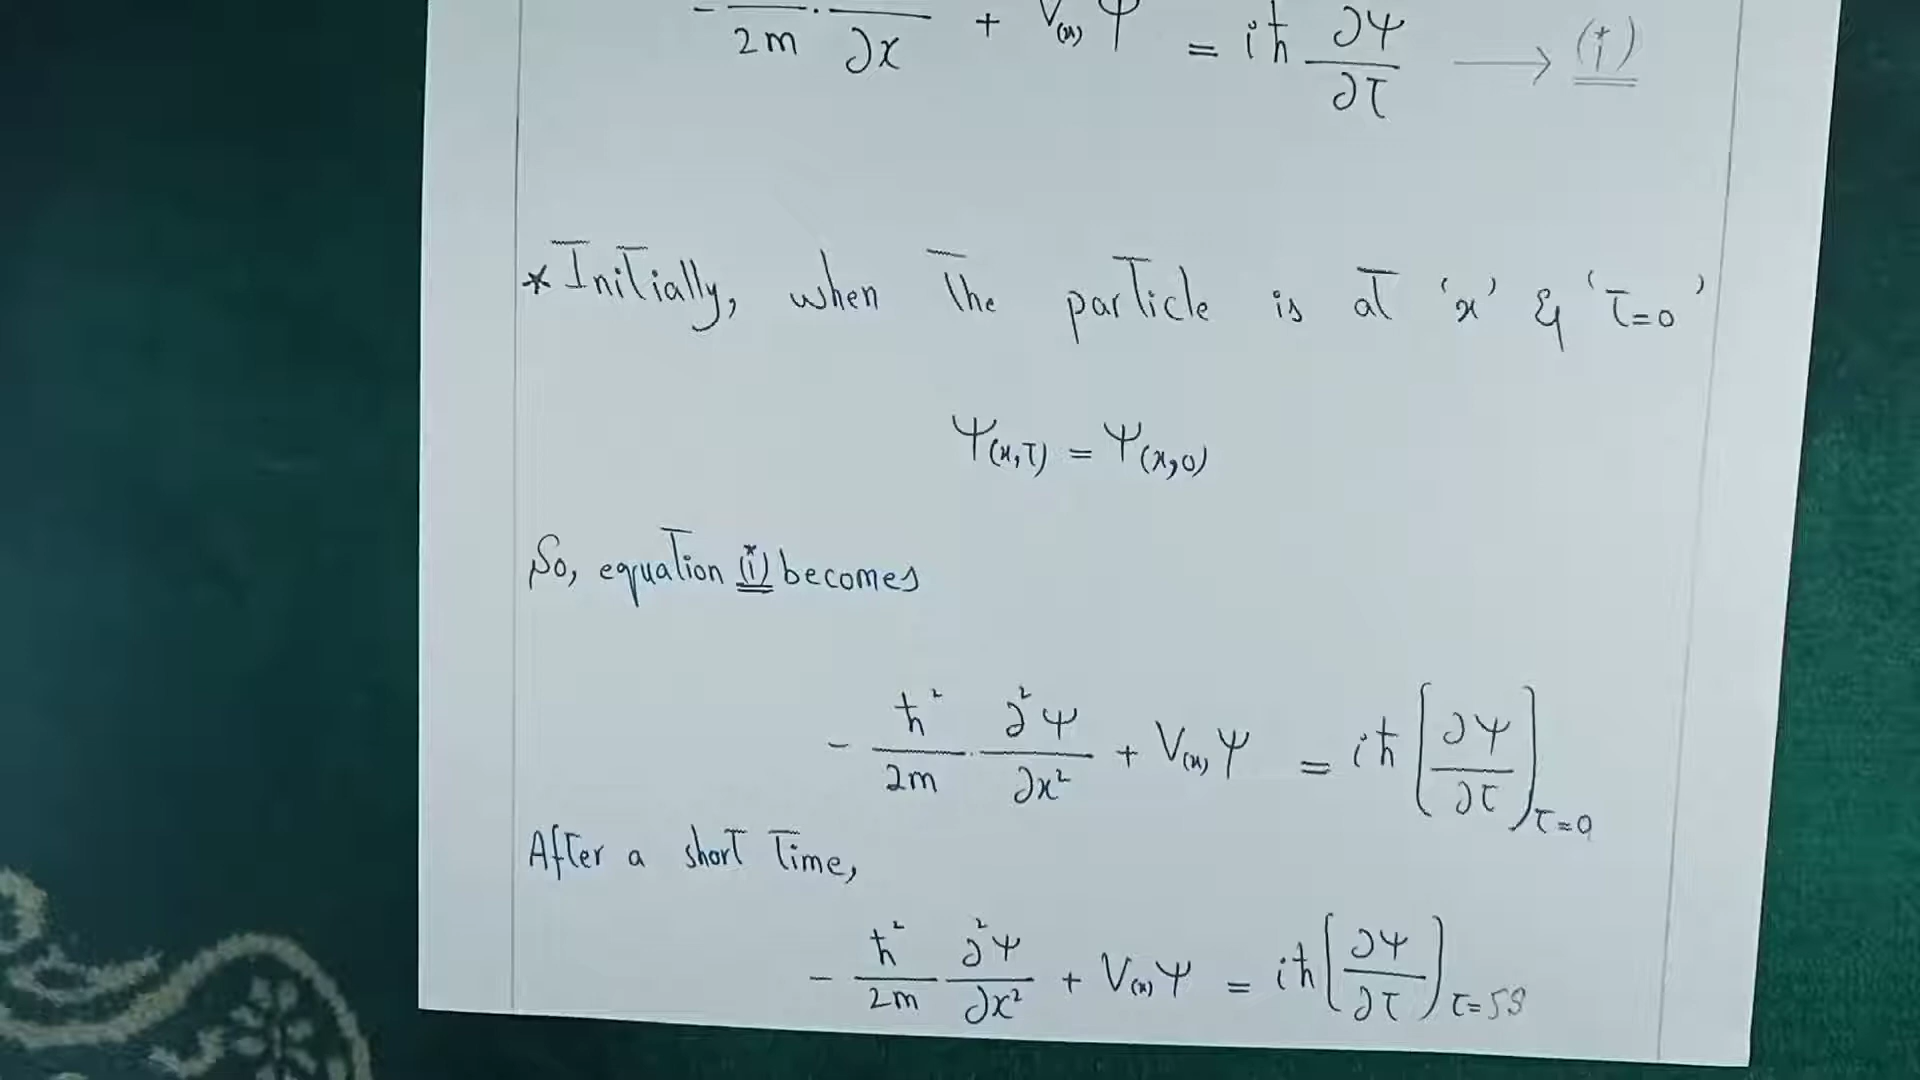 - ――/2m · ――/∂x + V(x) Ψ = iħ ∂Ψ/∂t → (i)
* Initially, when the particle is at 'x' & 't=0'
Ψ(x,t) = Ψ(x,0)
So, equation (i) becomes
- ħ²/2m · ∂²Ψ/∂x² + V(x) Ψ = iħ [∂Ψ/∂t] t=0
After a short time,
- ħ²/2m ∂²Ψ/∂x² + V(x) Ψ = iħ [∂Ψ/∂t] t=5s